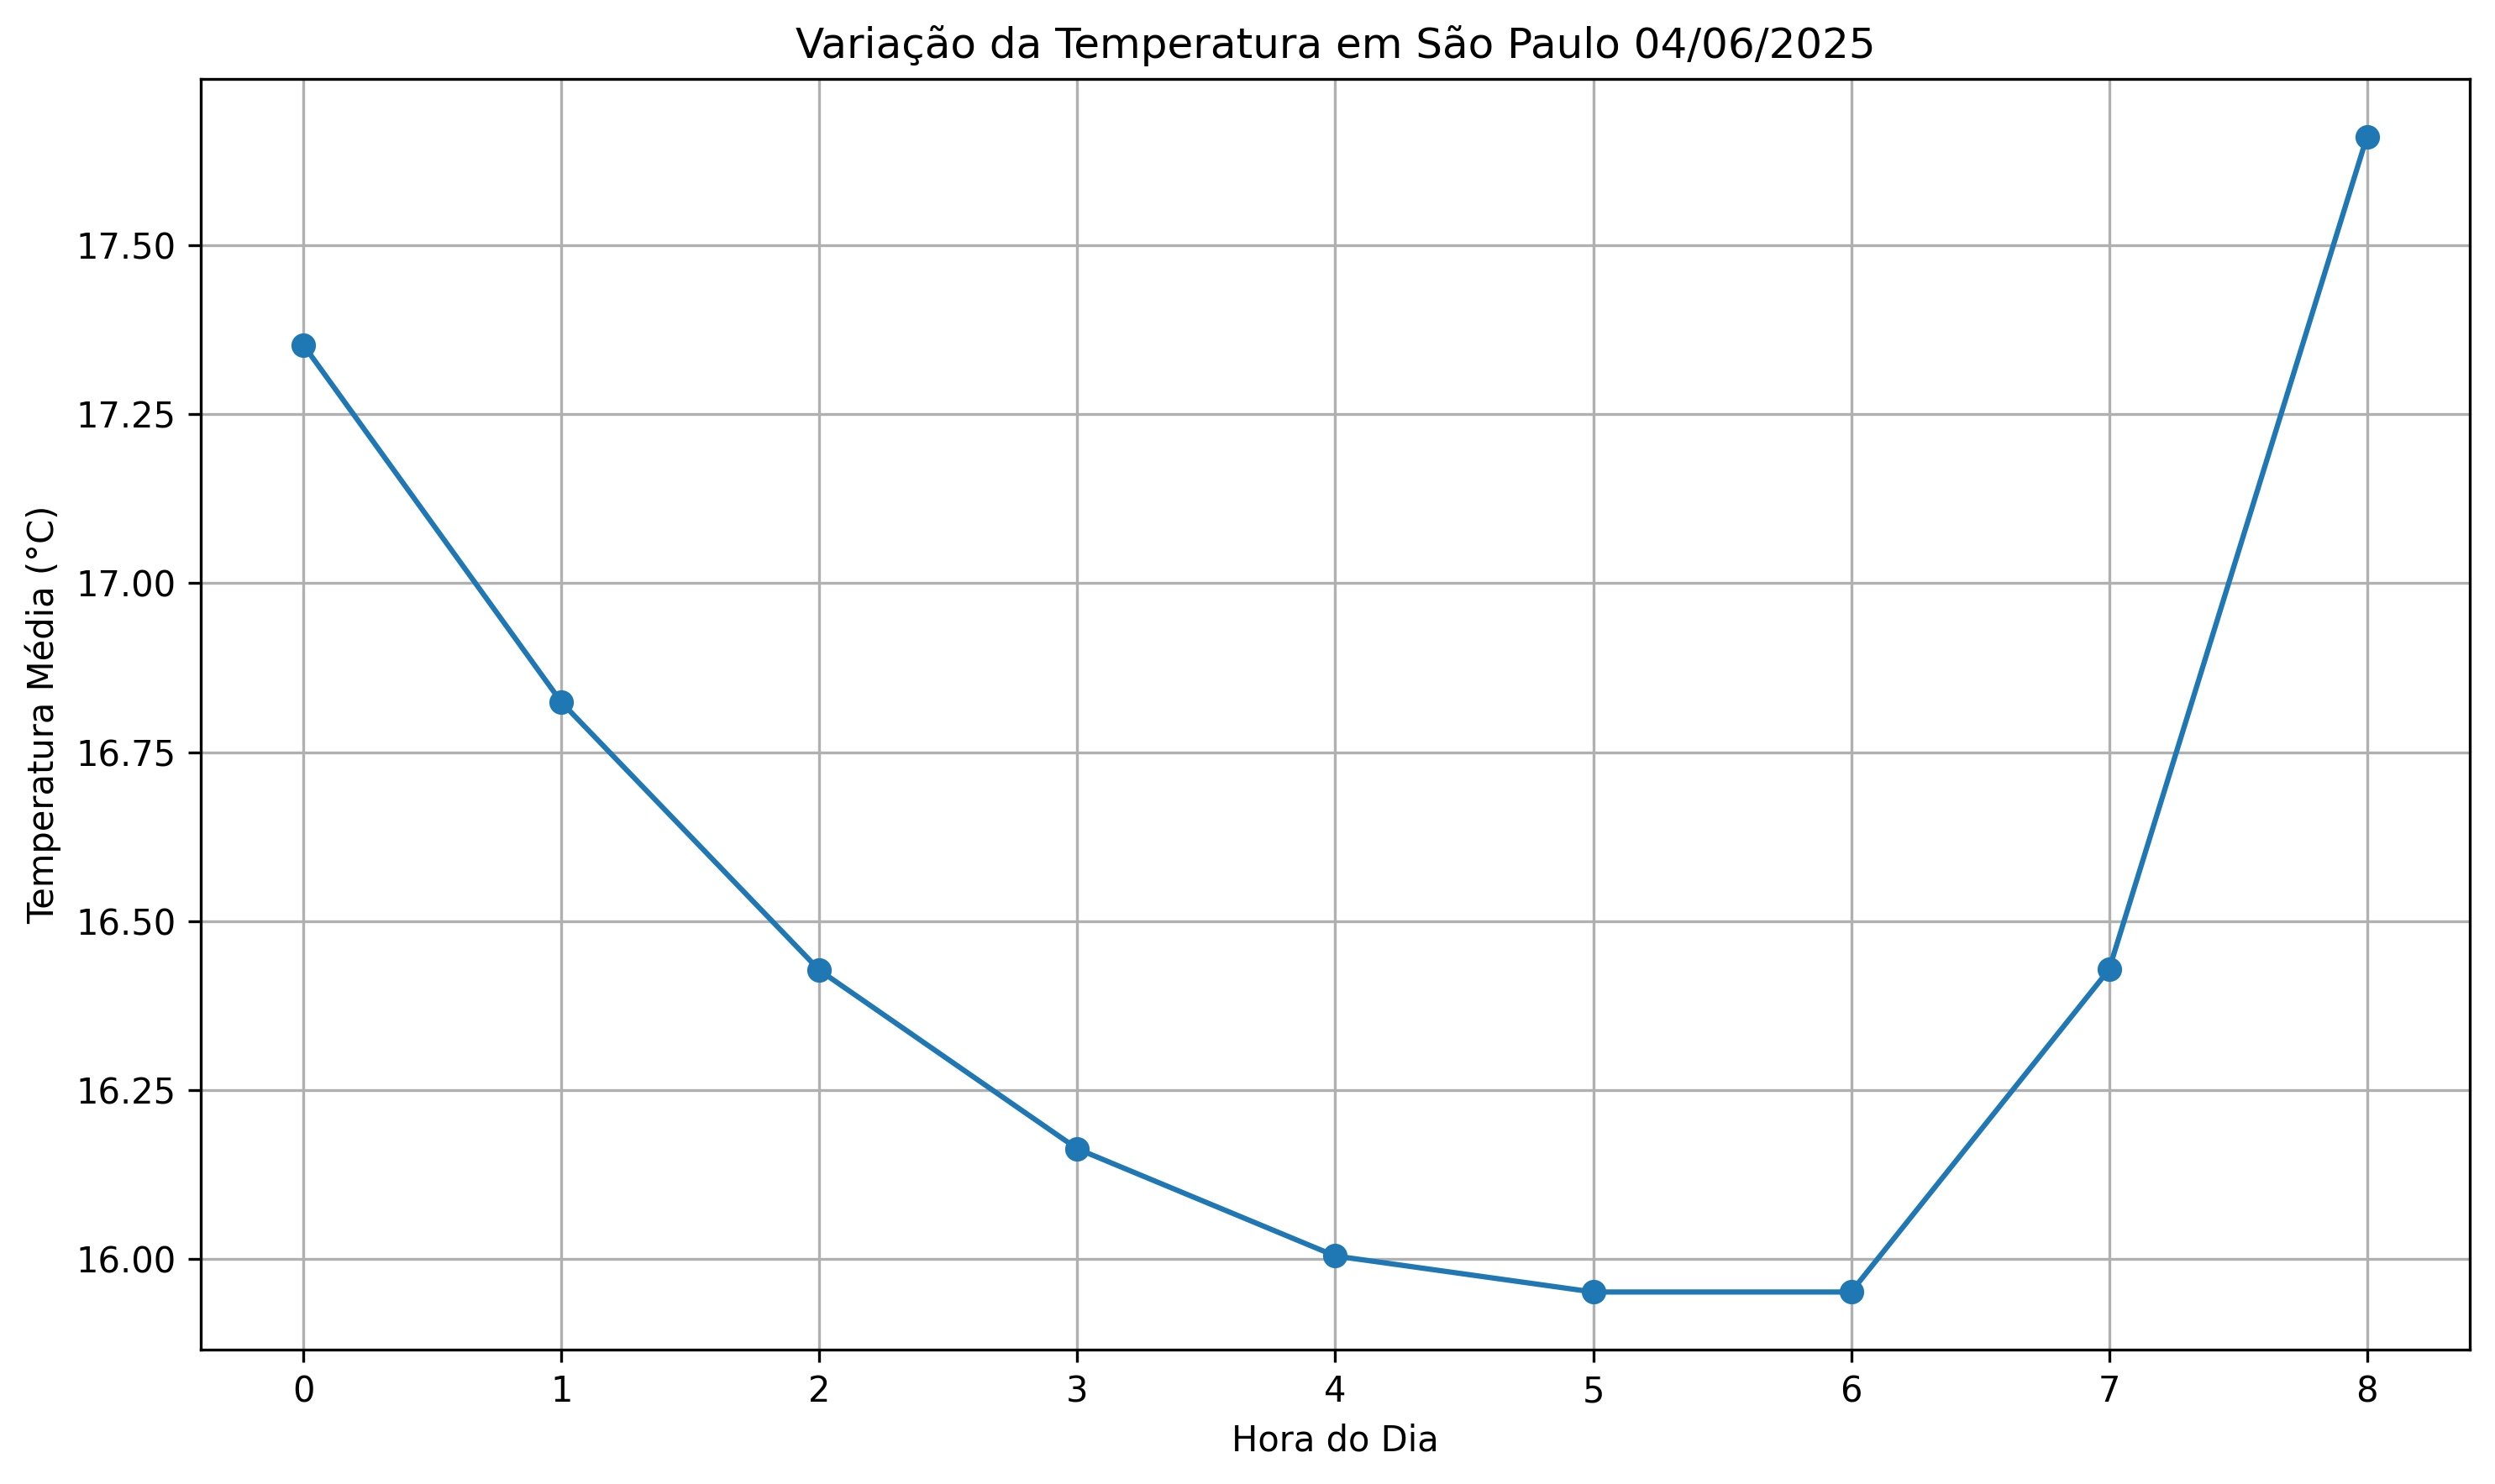 Variação da Temperatura em São Paulo 04/06/2025
Temperatura Média (°C)
17.50
17.25
17.00
16.75
16.50
16.25
16.00
0 1 2 3 4 5 6 7 8
Hora do Dia